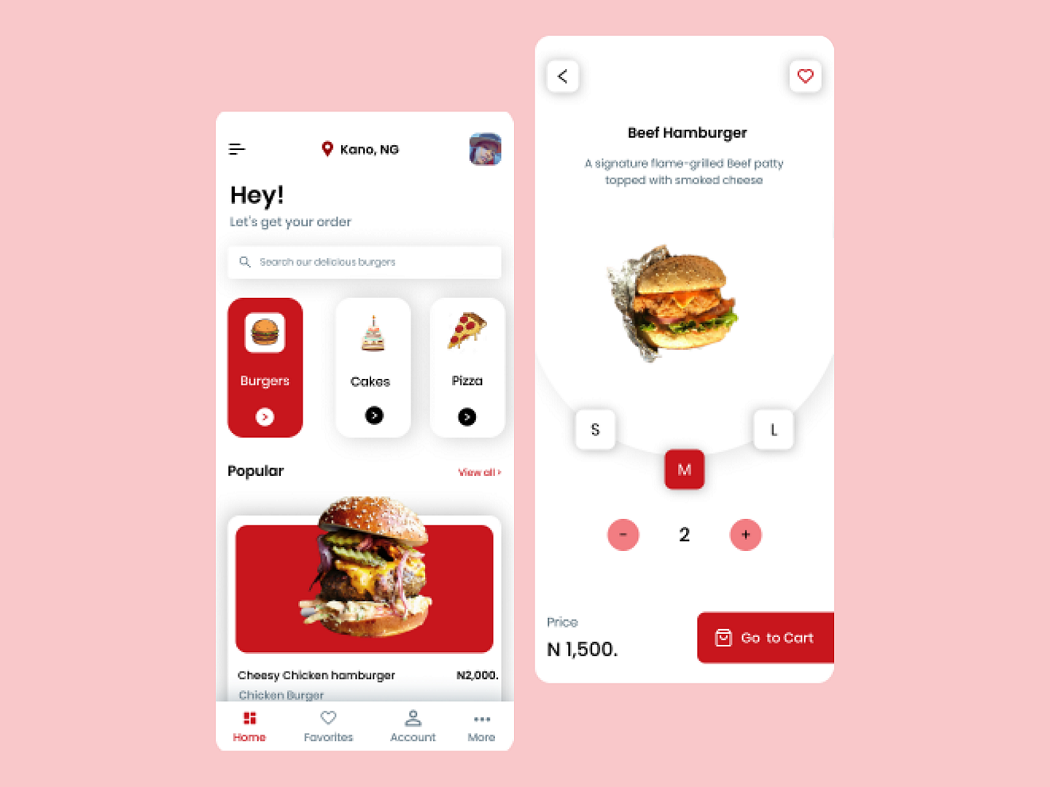 Kano, NG
Hey!
Let's get your order
Search our delicious burgers
Burgers
Cakes
Pizza
Popular
View all ›
Cheesy Chicken hamburger
N2,000.
Chicken Burger
Home
Favorites
Account
More
Beef Hamburger
A signature flame-grilled Beef patty
topped with smoked cheese
S
L
M
- 2 +
Price
N 1,500.
Go to Cart